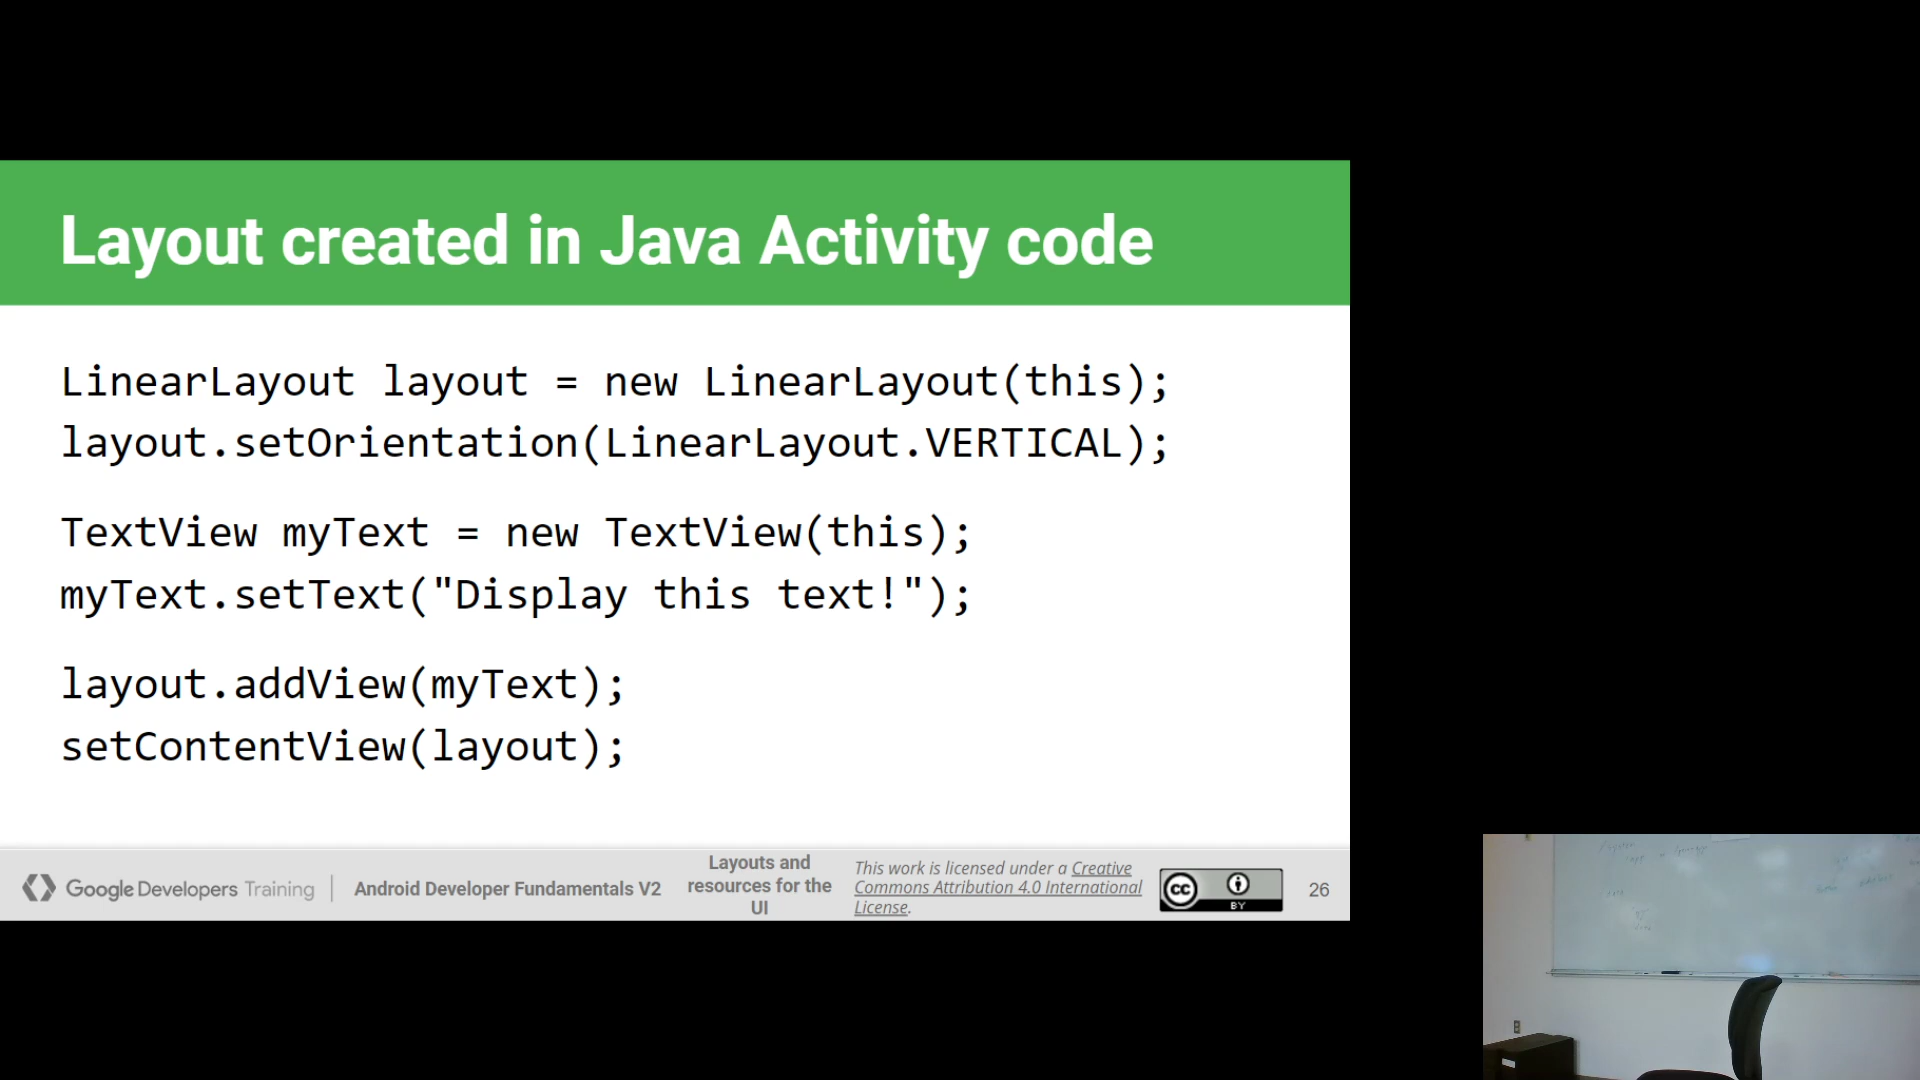 Layout created in Java Activity code
LinearLayout layout = new LinearLayout(this);
layout.setOrientation(LinearLayout.VERTICAL);
TextView myText = new TextView(this);
myText.setText("Display this text!");
layout.addView(myText);
setContentView(layout);
Google Developers Training
Android Developer Fundamentals V2
Layouts and
resources for the
UI
This work is licensed under a Creative
Commons Attribution 4.0 International
License.
cc
BY
26